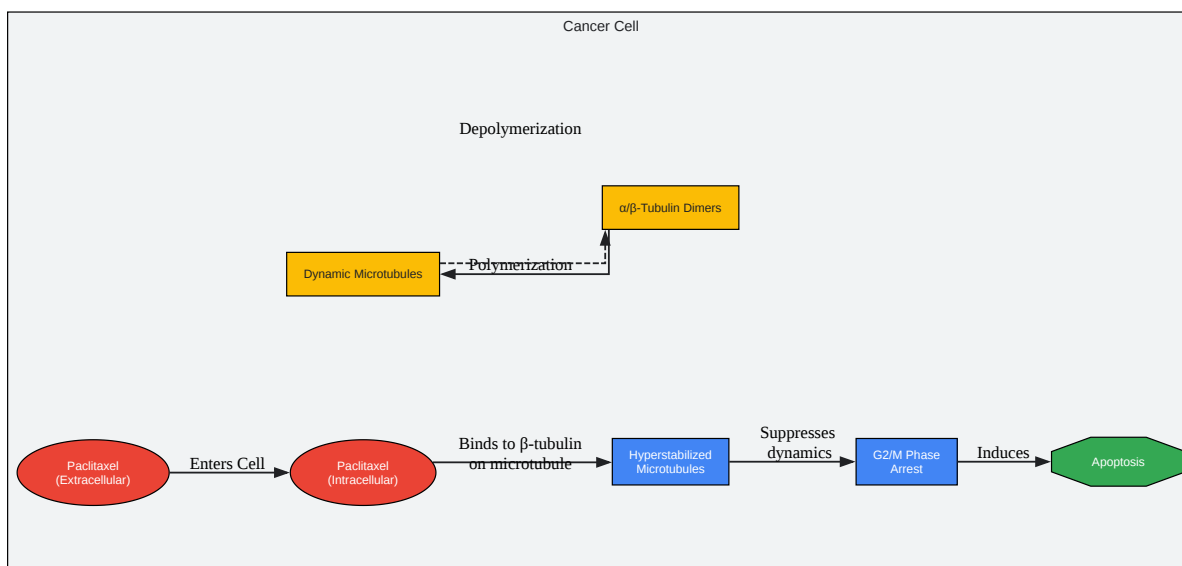 Cancer Cell
Depolymerization
α/β-Tubulin Dimers
Dynamic Microtubules
Polymerization
Paclitaxel
(Extracellular)
Enters Cell
Paclitaxel
(Intracellular)
Binds to β-tubulin
on microtubule
Hyperstabilized
Microtubules
Suppresses
dynamics
G2/M Phase
Arrest
Induces
Apoptosis